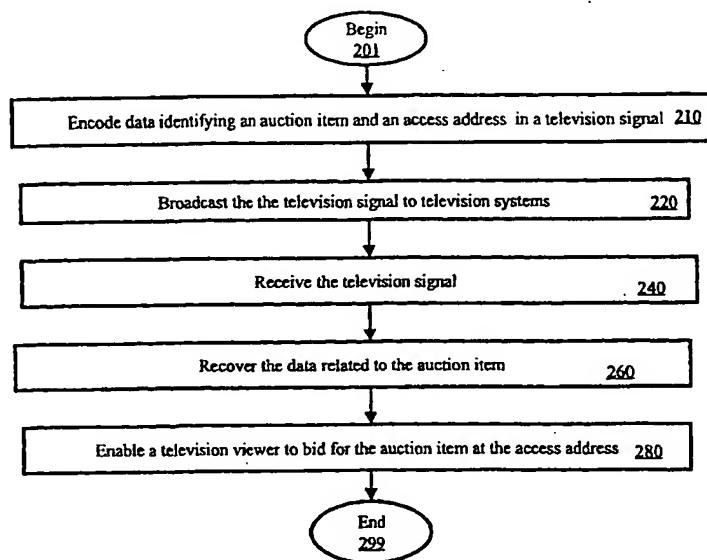 Begin
201
Encode data identifying an auction item and an access address in a television signal 210
Broadcast the the television signal to television systems 220
Receive the television signal 240
Recover the data related to the auction item 260
Enable a television viewer to bid for the auction item at the access address 280
End
299